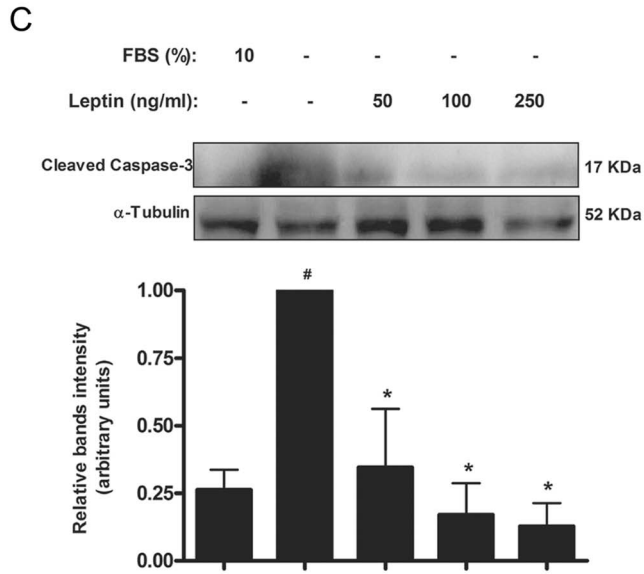 C
FBS (%): 10 - - - -
Leptin (ng/ml): - - 50 100 250
Cleaved Caspase-3 17 KDa
α-Tubulin 52 KDa
#
1.00
0.75
*
0.50
* *
0.25
0.00
Relative bands intensity
(arbitrary units)